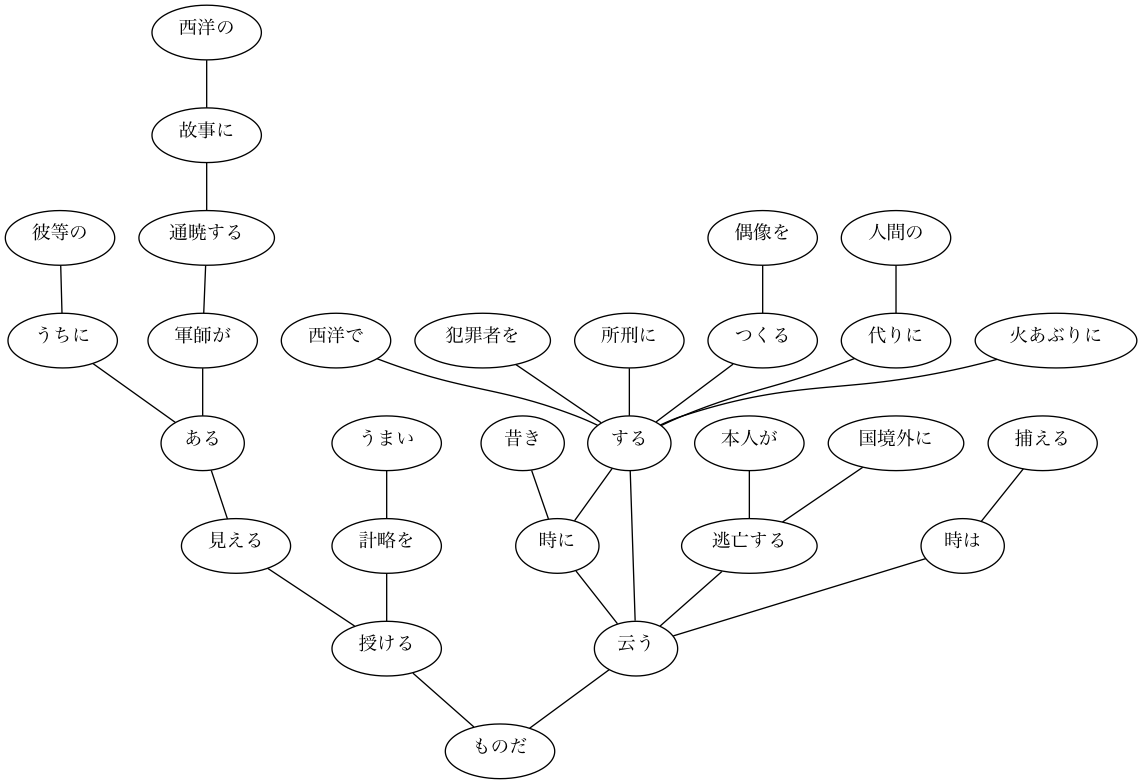 西洋の
故事に
彼等の 通暁する 偶像を 人間の
うちに 軍師が 西洋で 犯罪者を 所刑に つくる 代りに 火あぶりに
ある うまい 昔き する 本人が 国境外に 捕える
見える 計略を 時に 逃亡する 時は
授ける 云う
ものだ